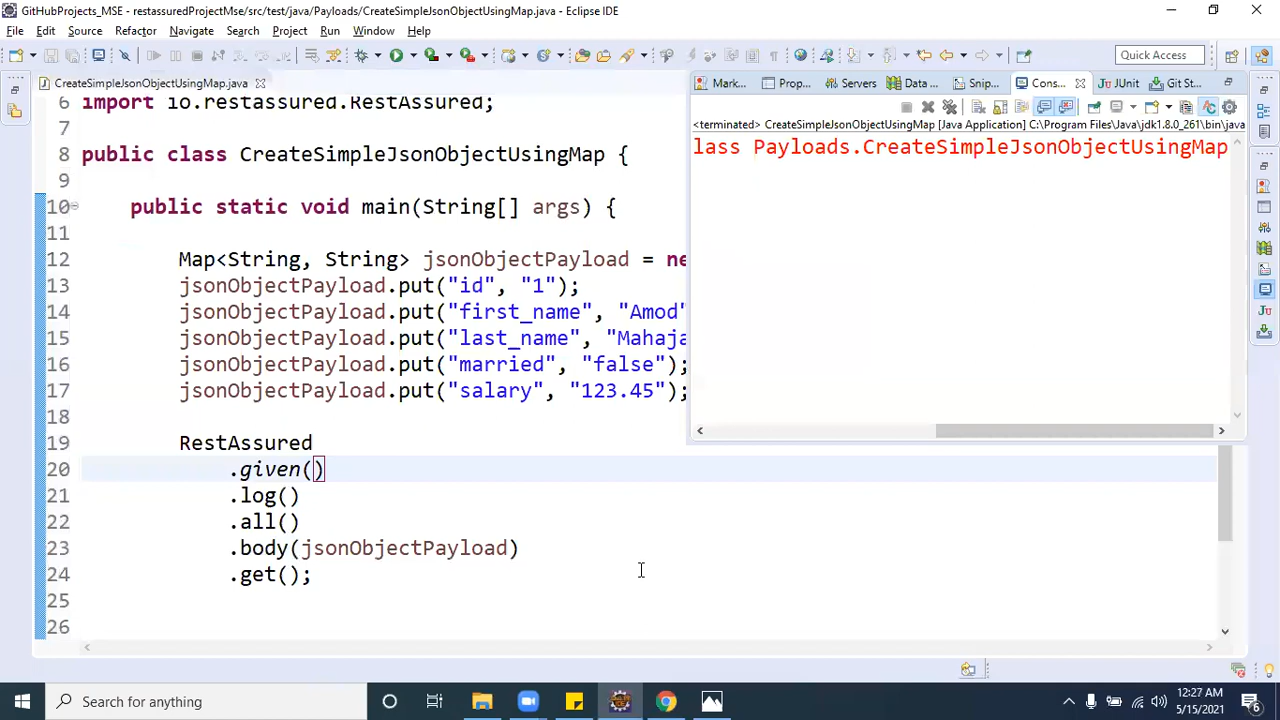 GitHubProjects_MSE - restassuredProjectMse/src/test/java/Payloads/CreateSimpleJsonObjectUsingMap.java - Eclipse IDE
File Edit Source Refactor Navigate Search Project Run Window Help
Quick Access
CreateSimpleJsonObjectUsingMap.java
Mark... Prop... Servers Data ... Snip... Cons... JUnit Git St...
<terminated> CreateSimpleJsonObjectUsingMap [Java Application] C:\Program Files\Java\jdk1.8.0_261\bin\java
lass Payloads.CreateSimpleJsonObjectUsingMap
6 import io.restassured.RestAssured;
7
8 public class CreateSimpleJsonObjectUsingMap {
9
10 public static void main(String[] args) {
11
12 Map<String, String> jsonObjectPayload = ne
13 jsonObjectPayload.put("id", "1");
14 jsonObjectPayload.put("first_name", "Amod"
15 jsonObjectPayload.put("last_name", "Mahaja
16 jsonObjectPayload.put("married", "false");
17 jsonObjectPayload.put("salary", "123.45");
18
19 RestAssured
20 .given()
21 .log()
22 .all()
23 .body(jsonObjectPayload)
24 .get();
25
26
Search for anything
12:27 AM
5/15/2021
6